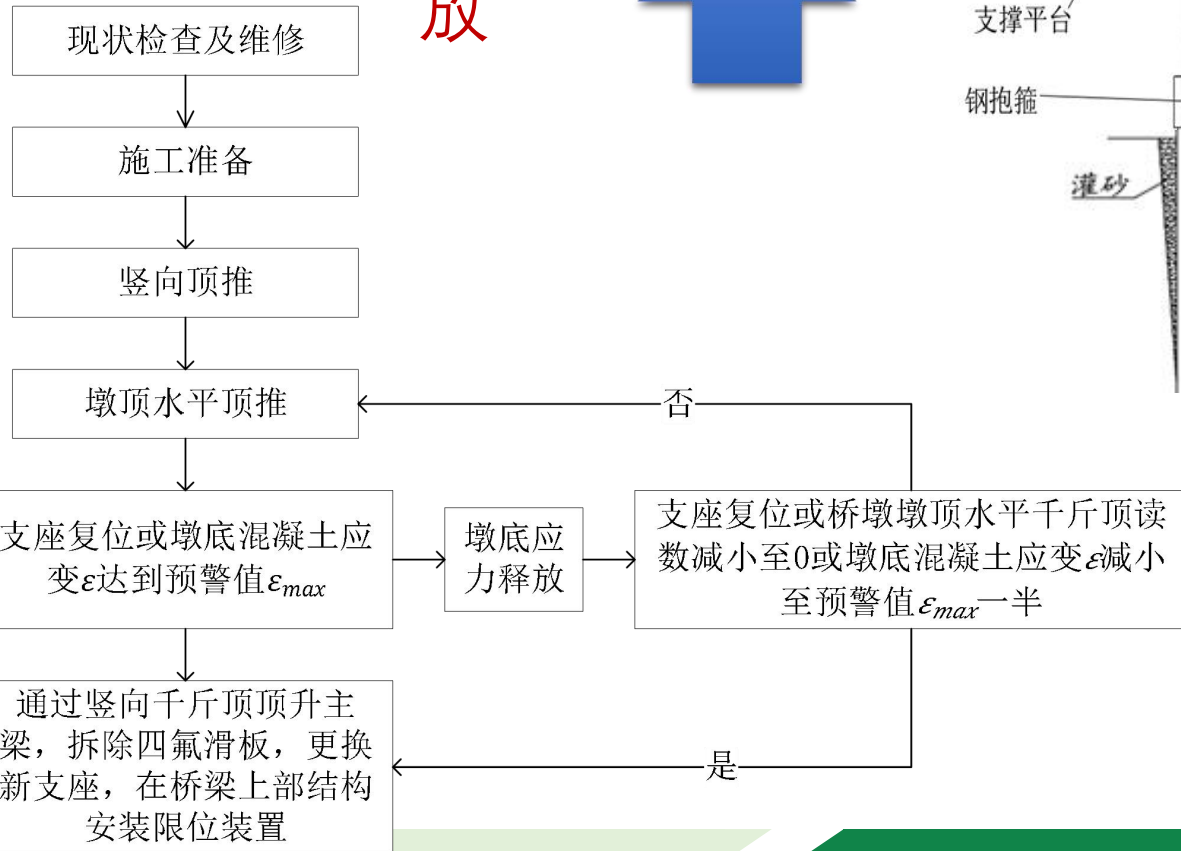 放
现状检查及维修
施工准备
竖向顶推
墩顶水平顶推
否
支座复位或墩底混凝土应
变ε达到预警值εmax
墩底应
力释放
支座复位或桥墩墩顶水平千斤顶读
数减小至0或墩底混凝土应变ε减小
至预警值εmax一半
通过竖向千斤顶顶升主
梁，拆除四氟滑板，更换
新支座，在桥梁上部结构
安装限位装置
是
支撑平台
钢抱箍
灌砂